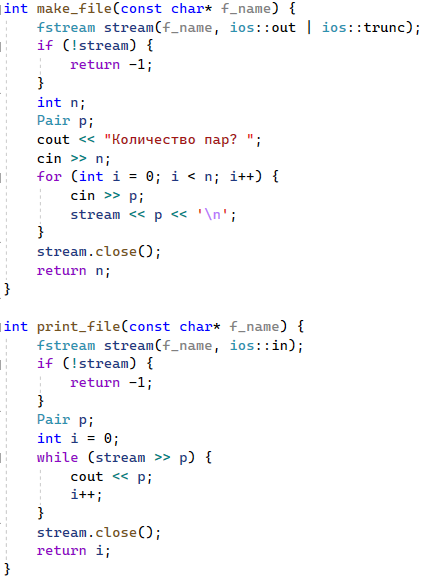 int make_file(const char* f_name) {
    fstream stream(f_name, ios::out | ios::trunc);
    if (!stream) {
        return -1;
    }
    int n;
    Pair p;
    cout << "Количество пар? ";
    cin >> n;
    for (int i = 0; i < n; i++) {
        cin >> p;
        stream << p << '\n';
    }
    stream.close();
    return n;
}

int print_file(const char* f_name) {
    fstream stream(f_name, ios::in);
    if (!stream) {
        return -1;
    }
    Pair p;
    int i = 0;
    while (stream >> p) {
        cout << p;
        i++;
    }
    stream.close();
    return i;
}